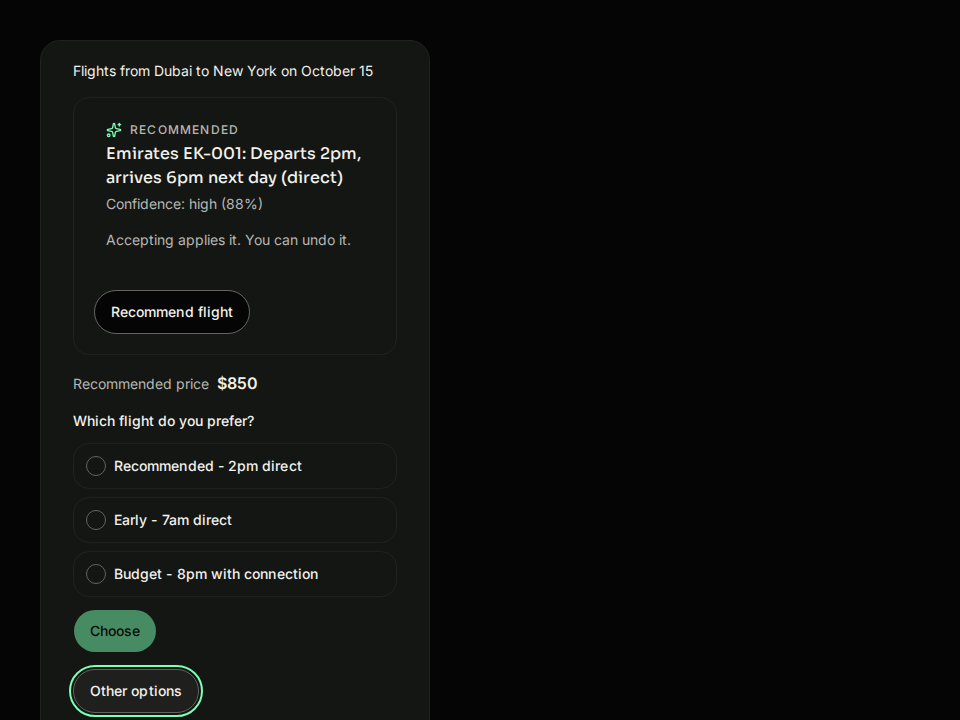 Flights from Dubai to New York on October 15
RECOMMENDED
Emirates EK-001: Departs 2pm,
arrives 6pm next day (direct)
Confidence: high (88%)
Accepting applies it. You can undo it.
Recommend flight
Recommended price $850
Which flight do you prefer?
Recommended - 2pm direct
Early - 7am direct
Budget - 8pm with connection
Choose
Other options